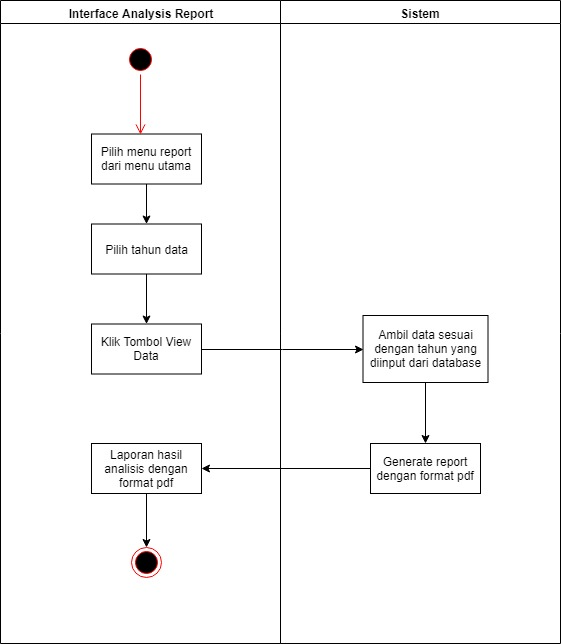 Interface Analysis Report
Sistem
Pilih menu report
dari menu utama
Pilih tahun data
Klik Tombol View
Data
Ambil data sesuai
dengan tahun yang
diinput dari database
Generate report
dengan format pdf
Laporan hasil
analisis dengan
format pdf